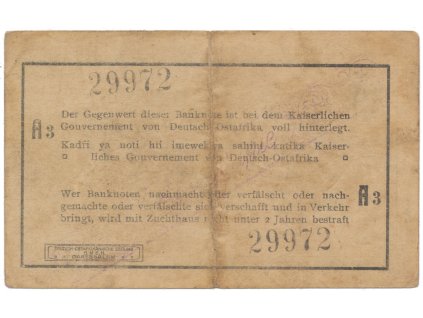 29972
Der Gegenwert dieser Banknote ist bei dem Kaiserlichen
Gouvernement von Deutsch-Ostafrika voll hinterlegt.
A3
Kadri ya noti hii imewekwa sahihi katika Kaiser-
liches Gouvernement von Deutsch-Ostafrika
Wer Banknoten nachmacht oder verfälscht oder nach-
gemachte oder verfälschte sich verschafft und in Verkehr
A3
bringt, wird mit Zuchthaus nicht unter 2 Jahren bestraft
29972